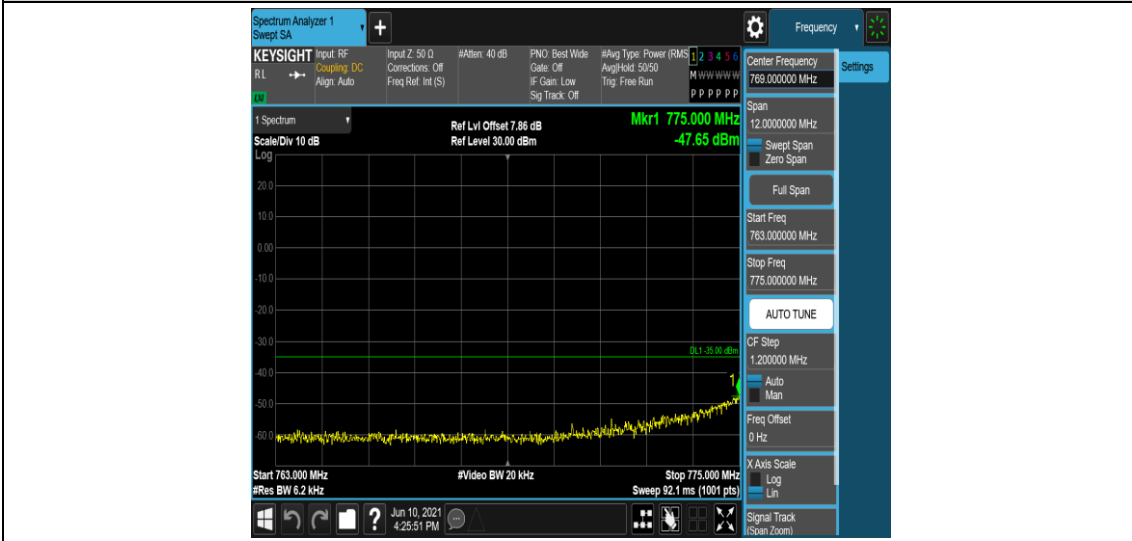 Spectrum Analyzer 1
Swept SA
+
Frequency
KEYSIGHT
RL
LXI
Input: RF
Coupling: DC
Align: Auto
Input Z: 50 Ω
Corrections: Off
Freq Ref: Int (S)
#Atten: 40 dB
PNO: Best Wide
Gate: Off
IF Gain: Low
Sig Track: Off
#Avg Type: Power (RMS
Avg|Hold: 50/50
Trig: Free Run
1 2 3 4 5 6
M W W W W W
P P P P P P
1 Spectrum
Scale/Div 10 dB
Log
Ref Lvl Offset 7.86 dB
Ref Level 30.00 dBm
Mkr1 775.000 MHz
-47.65 dBm
20.0
10.0
0.00
-10.0
-20.0
-30.0
DL1 -35.00 dBm
-40.0
1
-50.0
-60.0
Start 763.000 MHz
#Res BW 6.2 kHz
#Video BW 20 kHz
Stop 775.000 MHz
Sweep 92.1 ms (1001 pts)
?
Jun 10, 2021
4:25:51 PM
Center Frequency
769.000000 MHz
Settings
Span
12.0000000 MHz
Swept Span
Zero Span
Full Span
Start Freq
763.000000 MHz
Stop Freq
775.000000 MHz
AUTO TUNE
CF Step
1.200000 MHz
Auto
Man
Freq Offset
0 Hz
X Axis Scale
Log
Lin
Signal Track
(Span Zoom)